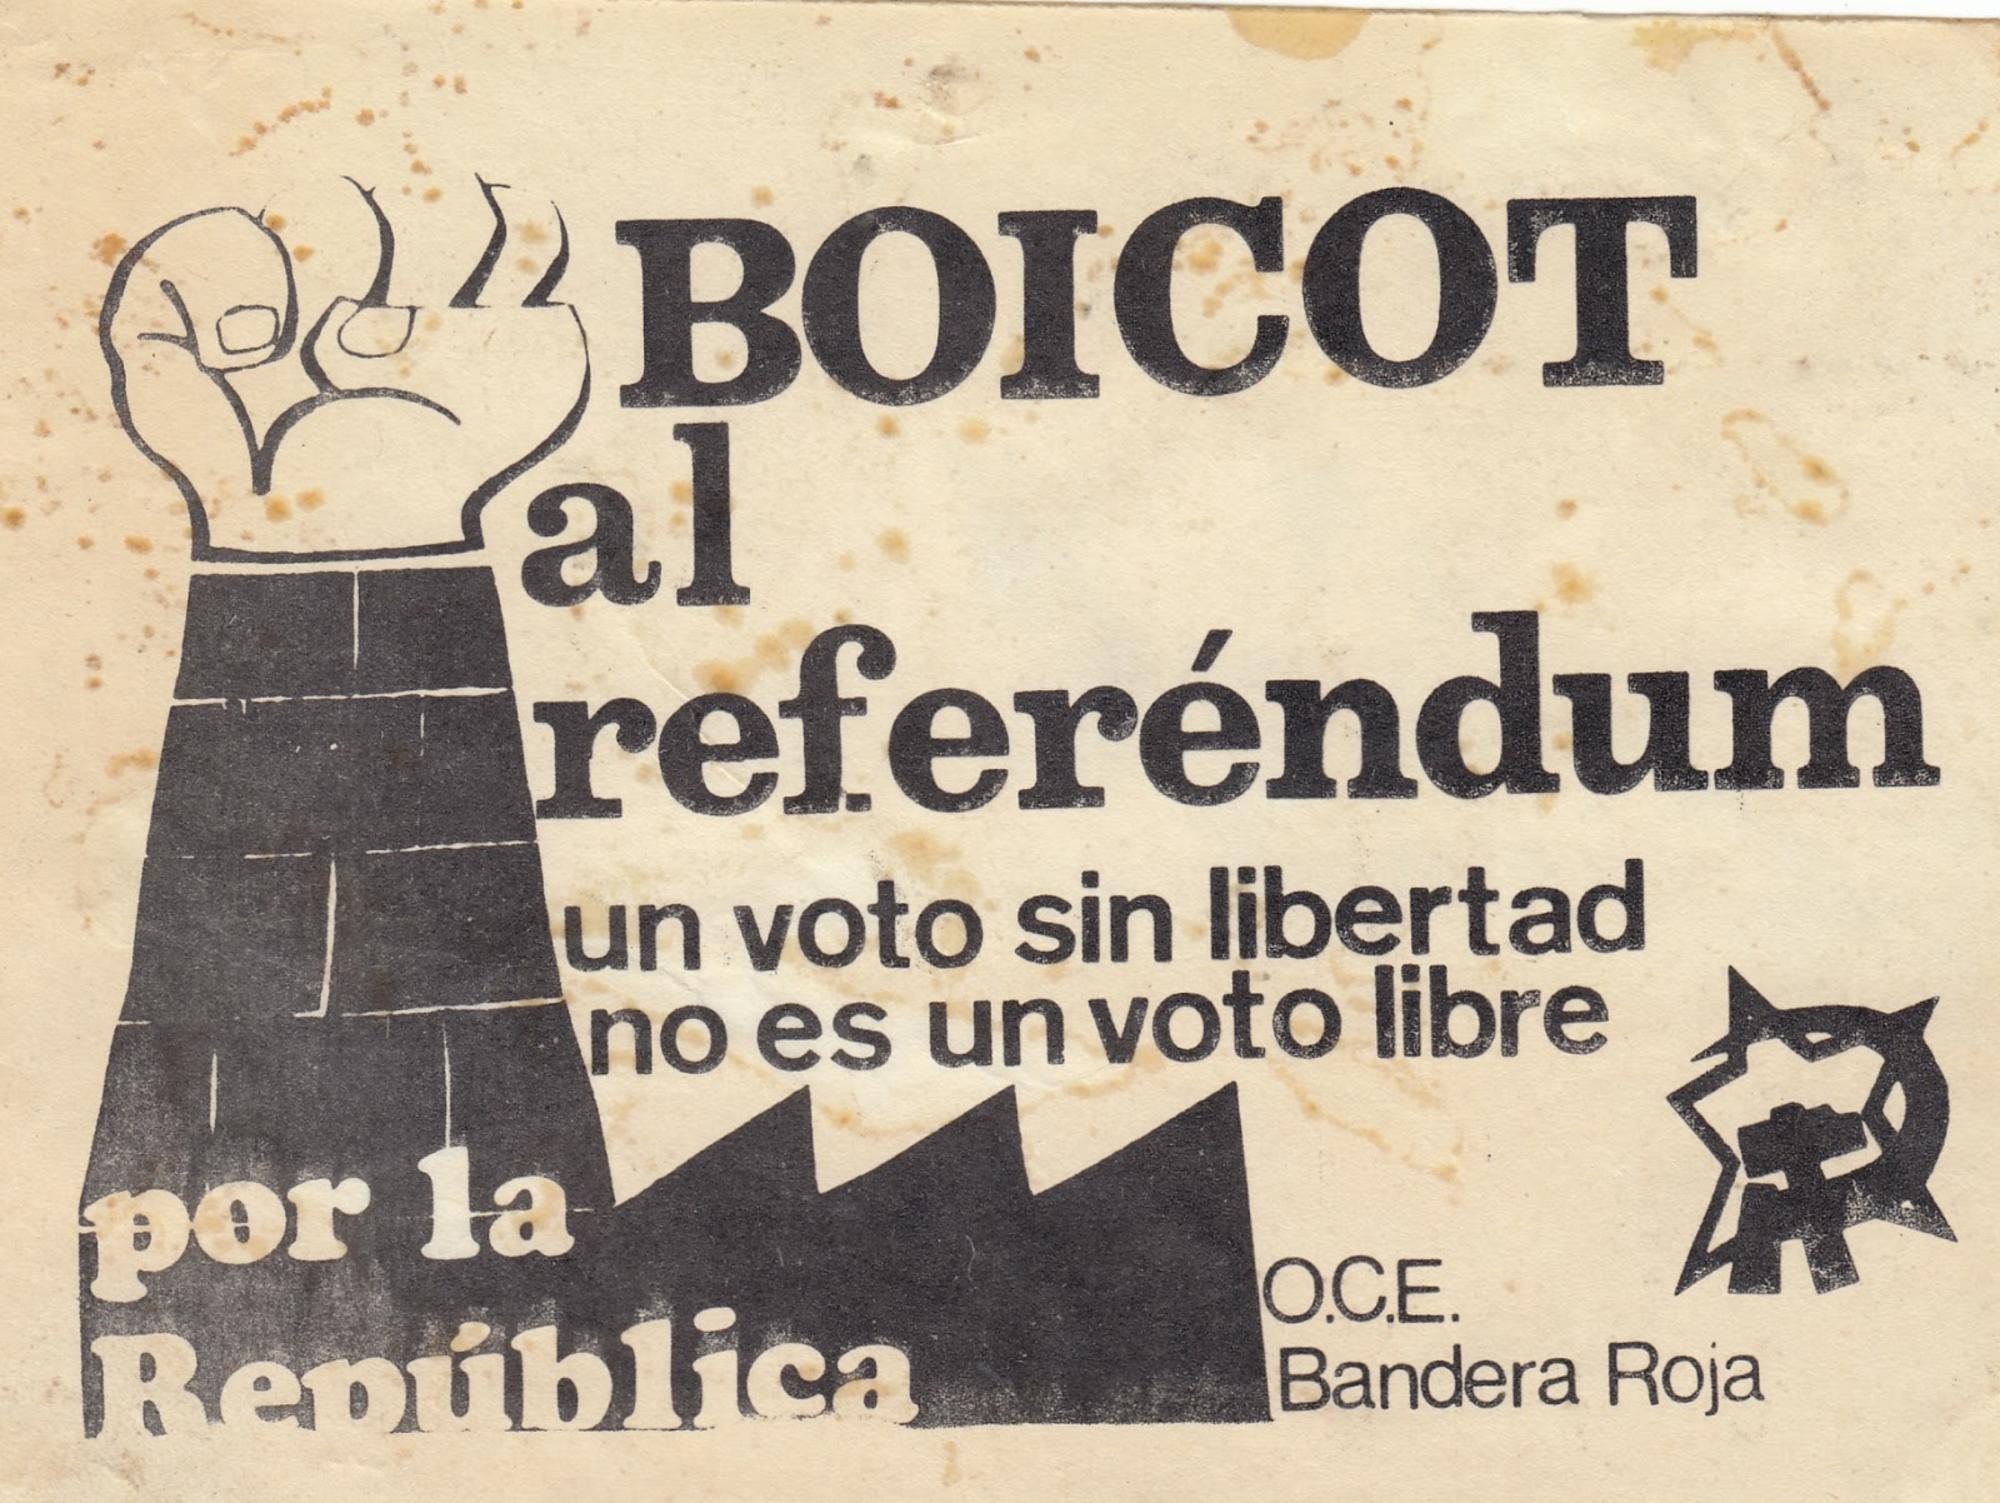 BOICOT
al
referéndum
un voto sin libertad
no es un voto libre
por la
República
O.C.E.
Bandera Roja